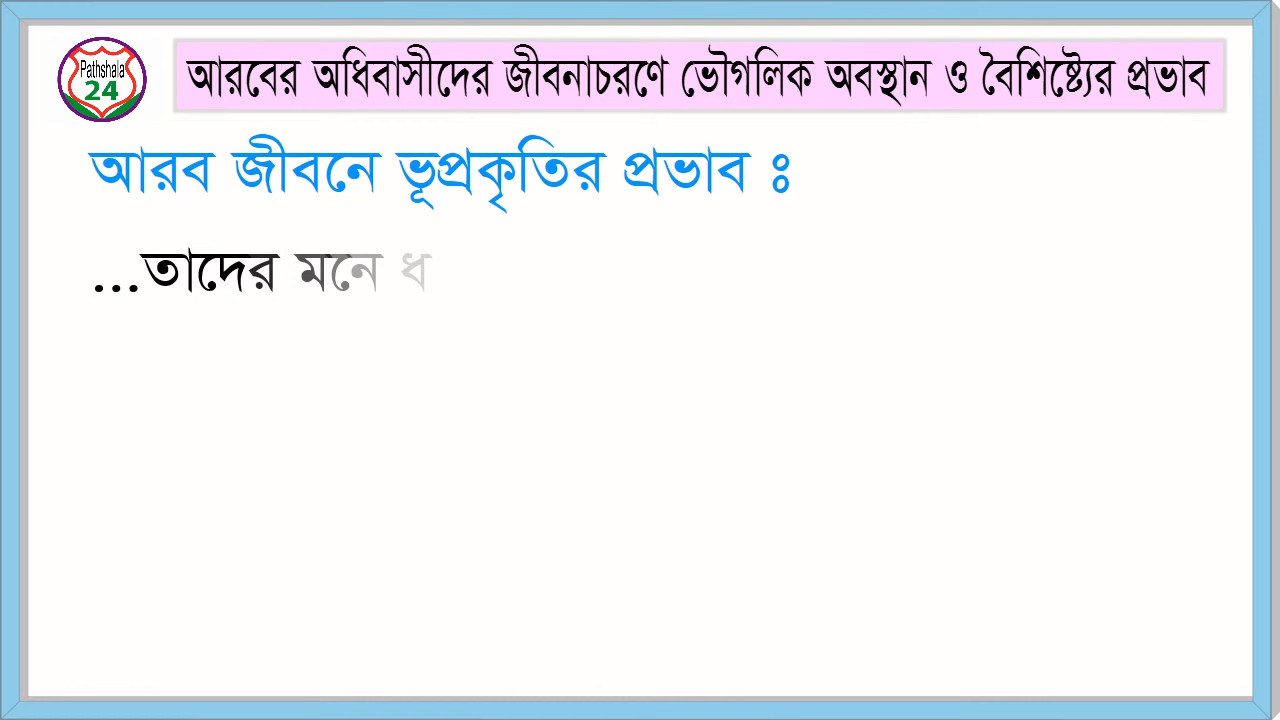 Pathshala
24
আরবের অধিবাসীদের জীবনাচরণে ভৌগলিক অবস্থান ও বৈশিষ্ট্যের প্রভাব
আরব জীবনে ভূপ্রকৃতির প্রভাব ঃ
...তাদের মনে ধ